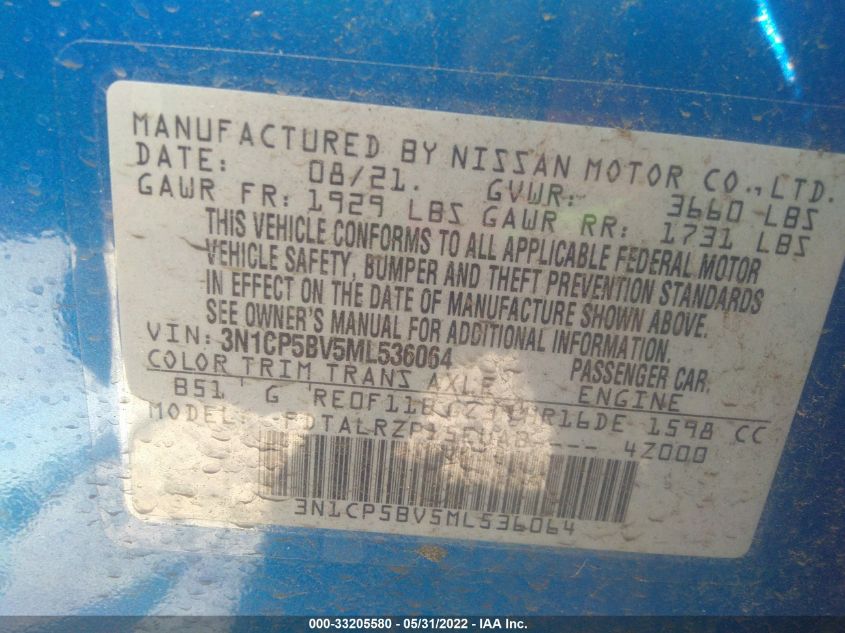 MANUFACTURED BY NISSAN MOTOR CO., LTD.
DATE: 08/21. GVWR: 3660 LBS
GAWR FR: 1929 LBS GAWR RR: 1731 LBS
THIS VEHICLE CONFORMS TO ALL APPLICABLE FEDERAL MOTOR
VEHICLE SAFETY, BUMPER AND THEFT PREVENTION STANDARDS
IN EFFECT ON THE DATE OF MANUFACTURE SHOWN ABOVE.
SEE OWNER'S MANUAL FOR ADDITIONAL INFORMATION.
VIN: 3N1CP5BV5ML536064 PASSENGER CAR.
COLOR TRIM TRANS AXLE ENGINE
B51 G 1598 CC
MODEL: 4Z000
3N1CP5BV5ML536064
000-33205580 - 05/31/2022 - IAA Inc.